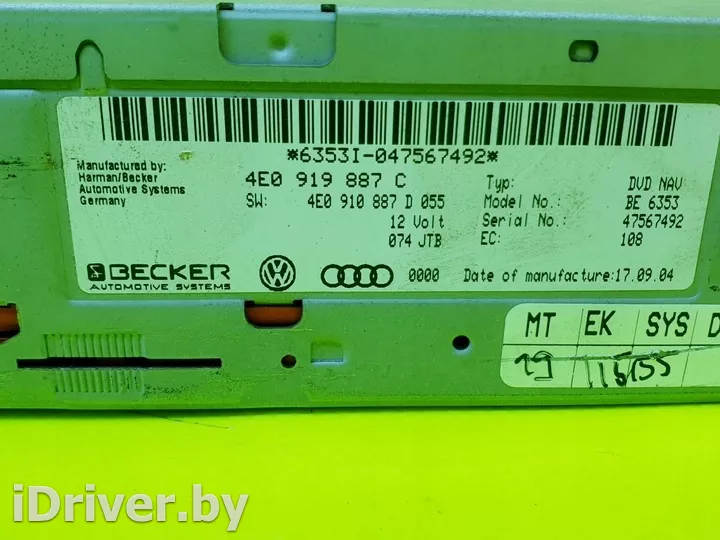 *6353I-047567492*
Manufactured by:
Harman/Becker
Automotive Systems
Germany
4E0 919 887 C
SW: 4E0 910 887 D 055
12 Volt
074 JTB
Typ: DVD NAV
Model No.: BE 6353
Serial No.: 47567492
EC: 108
BECKER
AUTOMOTIVE SYSTEMS
0000
Date of manufacture:17.09.04
MT EK SYS D
19
iDriver.by